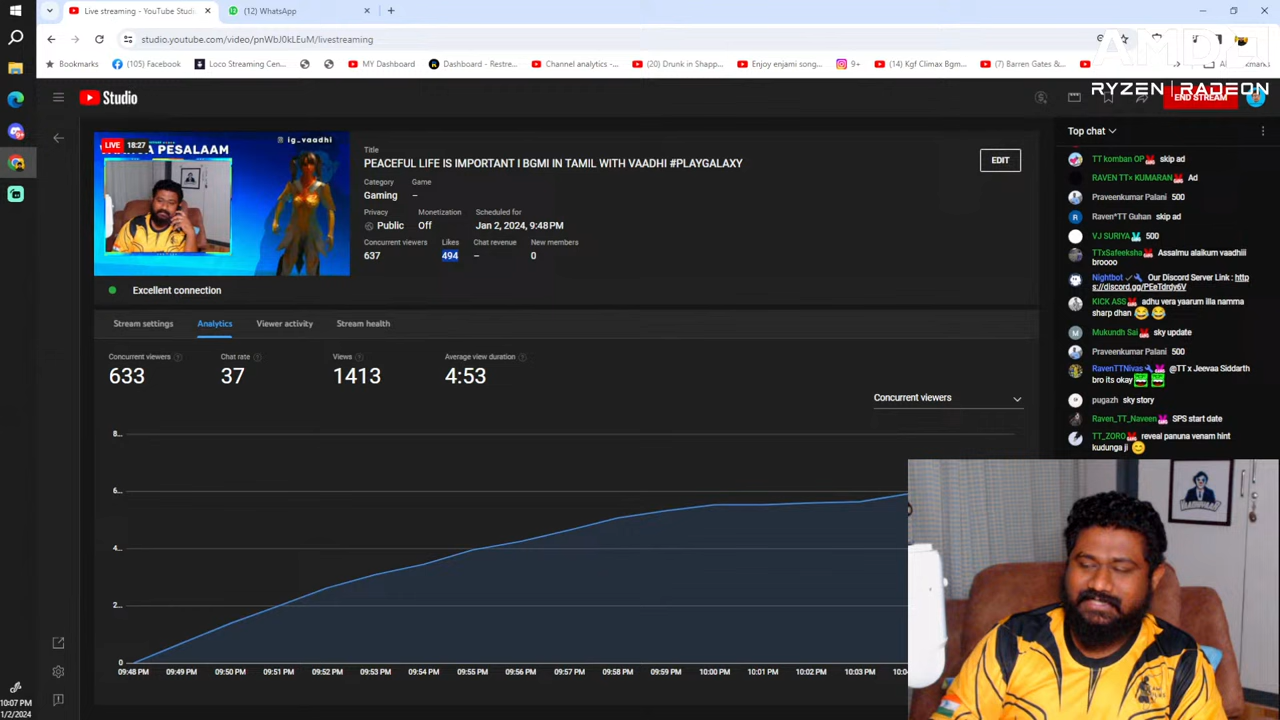 Live streaming - YouTube Stud
(12) WhatsApp
studio.youtube.com/video/pnWbJ0kLEuM/livestreaming
Bookmarks
(105) Facebook
Loco Streaming Cen...
MY Dashboard
Dashboard - Restre...
Channel analytics -...
(20) Drunk in Shapp...
Enjoy enjami song...
9+
(14) Kgf Climax Bgm...
(7) Barren Gates &...
AMD
RYZEN | RADEON
Studio
END STREAM
LIVE 18:27
PESALAAM
ig_vaadhi
Title
PEACEFUL LIFE IS IMPORTANT I BGMI IN TAMIL WITH VAADHI #PLAYGALAXY
EDIT
Category
Game
Gaming
–
Privacy
Monetization
Scheduled for
Public
Off
Jan 2, 2024, 9:48 PM
Concurrent viewers
Likes
Chat revenue
New members
637
494
–
0
Excellent connection
Stream settings
Analytics
Viewer activity
Stream health
Concurrent viewers
Chat rate
Views
Average view duration
633
37
1413
4:53
Concurrent viewers
8...
6...
4...
2...
0
09:48 PM
09:49 PM
09:50 PM
09:51 PM
09:52 PM
09:53 PM
09:54 PM
09:55 PM
09:56 PM
09:57 PM
09:58 PM
09:59 PM
10:00 PM
10:01 PM
10:02 PM
10:03 PM
Top chat
TT komban OP skip ad
RAVEN TT× KUMARAN Ad
Praveenkumar Palani 500
Raven*TT Guhan skip ad
VJ SURIYA 500
TTxSafeeksha Assalmu alaikum vaadhii
broooo
Nightbot Our Discord Server Link : http
s://discord.gg/PEeTdrdy6V
KICK ASS adhu vera yaarum illa namma
sharp dhan
Mukundh Sai sky update
Praveenkumar Palani 500
RavenTTNivas @TT x Jeevaa Siddarth
bro its okay
pugazh sky story
Raven_TT_Naveen SPS start date
TT_ZORO reveal panuna venam hint
kudunga ji
10:07 PM
1/2/2024